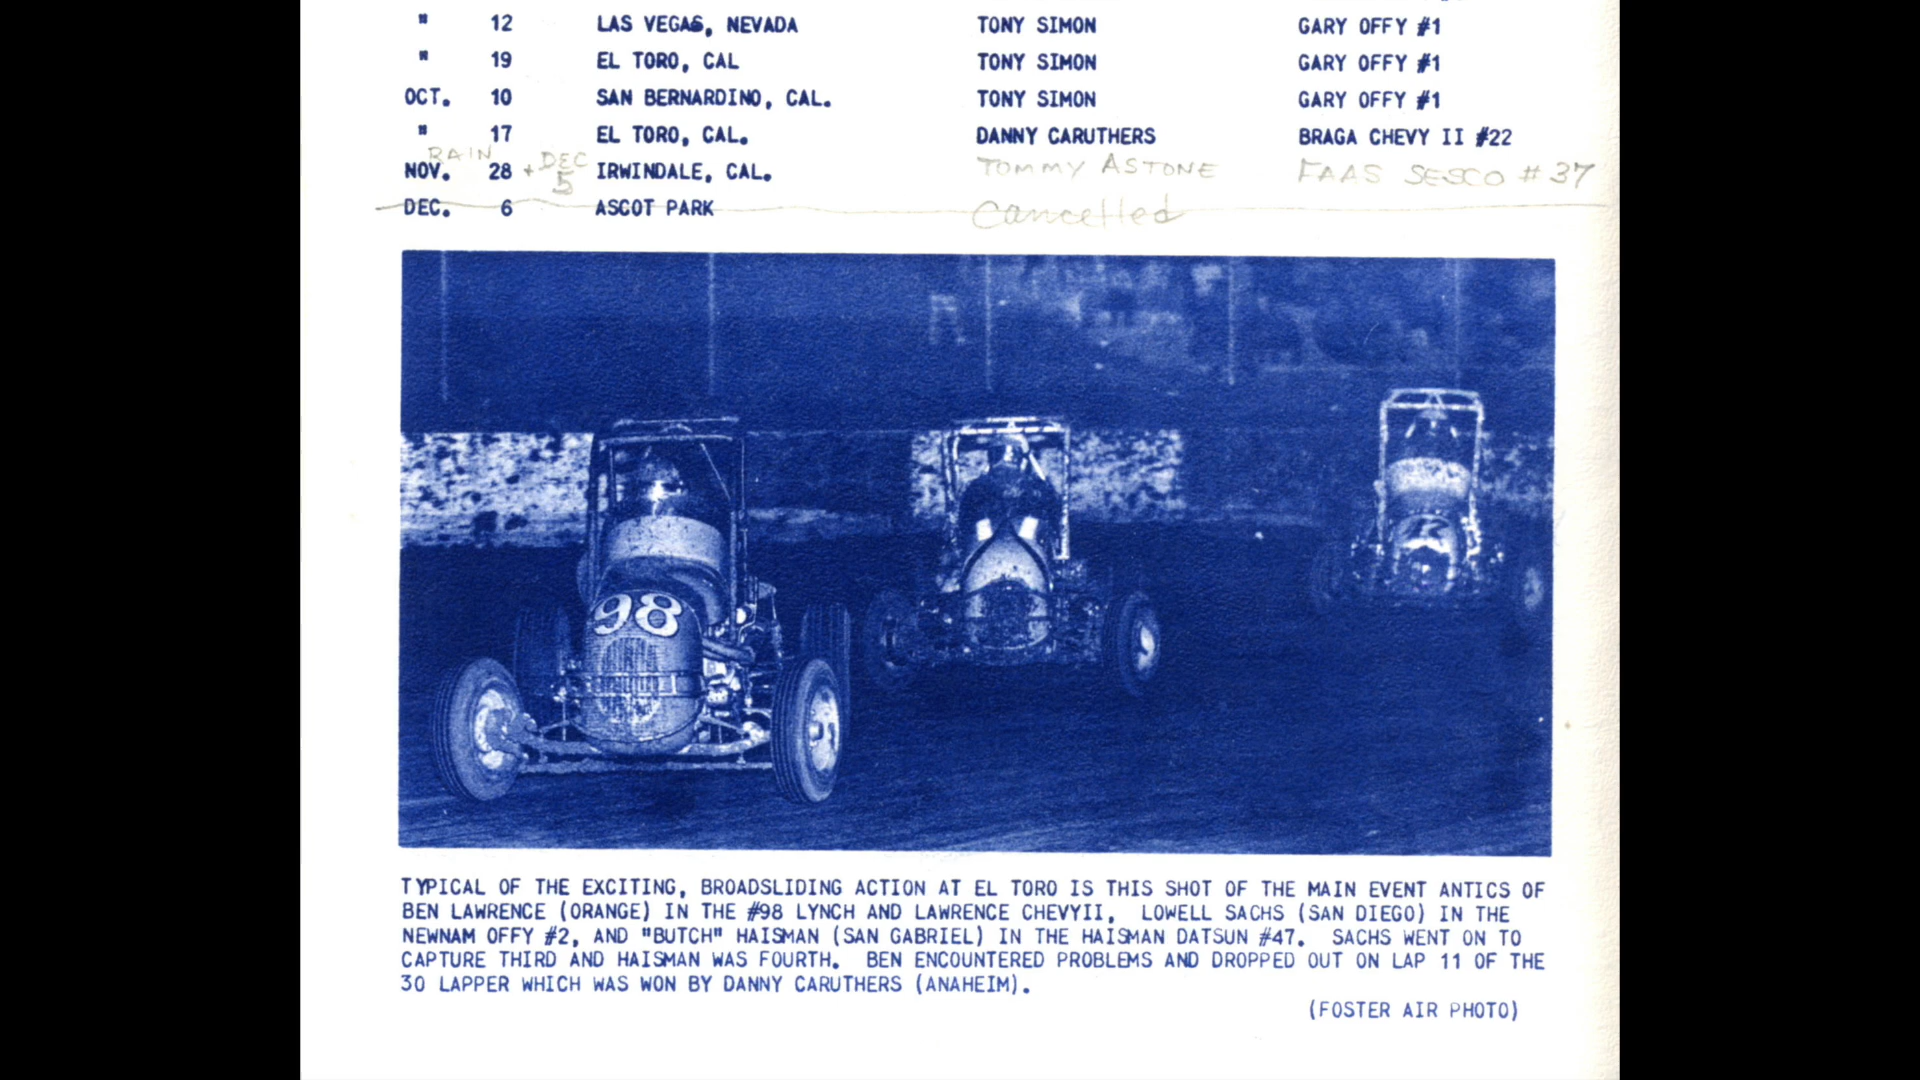 " 12 LAS VEGAS, NEVADA TONY SIMON GARY OFFY #1
" 19 EL TORO, CAL TONY SIMON GARY OFFY #1
OCT. 10 SAN BERNARDINO, CAL. TONY SIMON GARY OFFY #1
" 17 EL TORO, CAL. DANNY CARUTHERS BRAGA CHEVY II #22
RAIN + DEC 5
NOV. 28 IRWINDALE, CAL. TOMMY ASTONE FAAS SESCO #37
DEC. 6 ASCOT PARK Cancelled
98
TYPICAL OF THE EXCITING, BROADSLIDING ACTION AT EL TORO IS THIS SHOT OF THE MAIN EVENT ANTICS OF
BEN LAWRENCE (ORANGE) IN THE #98 LYNCH AND LAWRENCE CHEVYII, LOWELL SACHS (SAN DIEGO) IN THE
NEWNAM OFFY #2, AND "BUTCH" HAISMAN (SAN GABRIEL) IN THE HAISMAN DATSUN #47. SACHS WENT ON TO
CAPTURE THIRD AND HAISMAN WAS FOURTH. BEN ENCOUNTERED PROBLEMS AND DROPPED OUT ON LAP 11 OF THE
30 LAPPER WHICH WAS WON BY DANNY CARUTHERS (ANAHEIM).
(FOSTER AIR PHOTO)